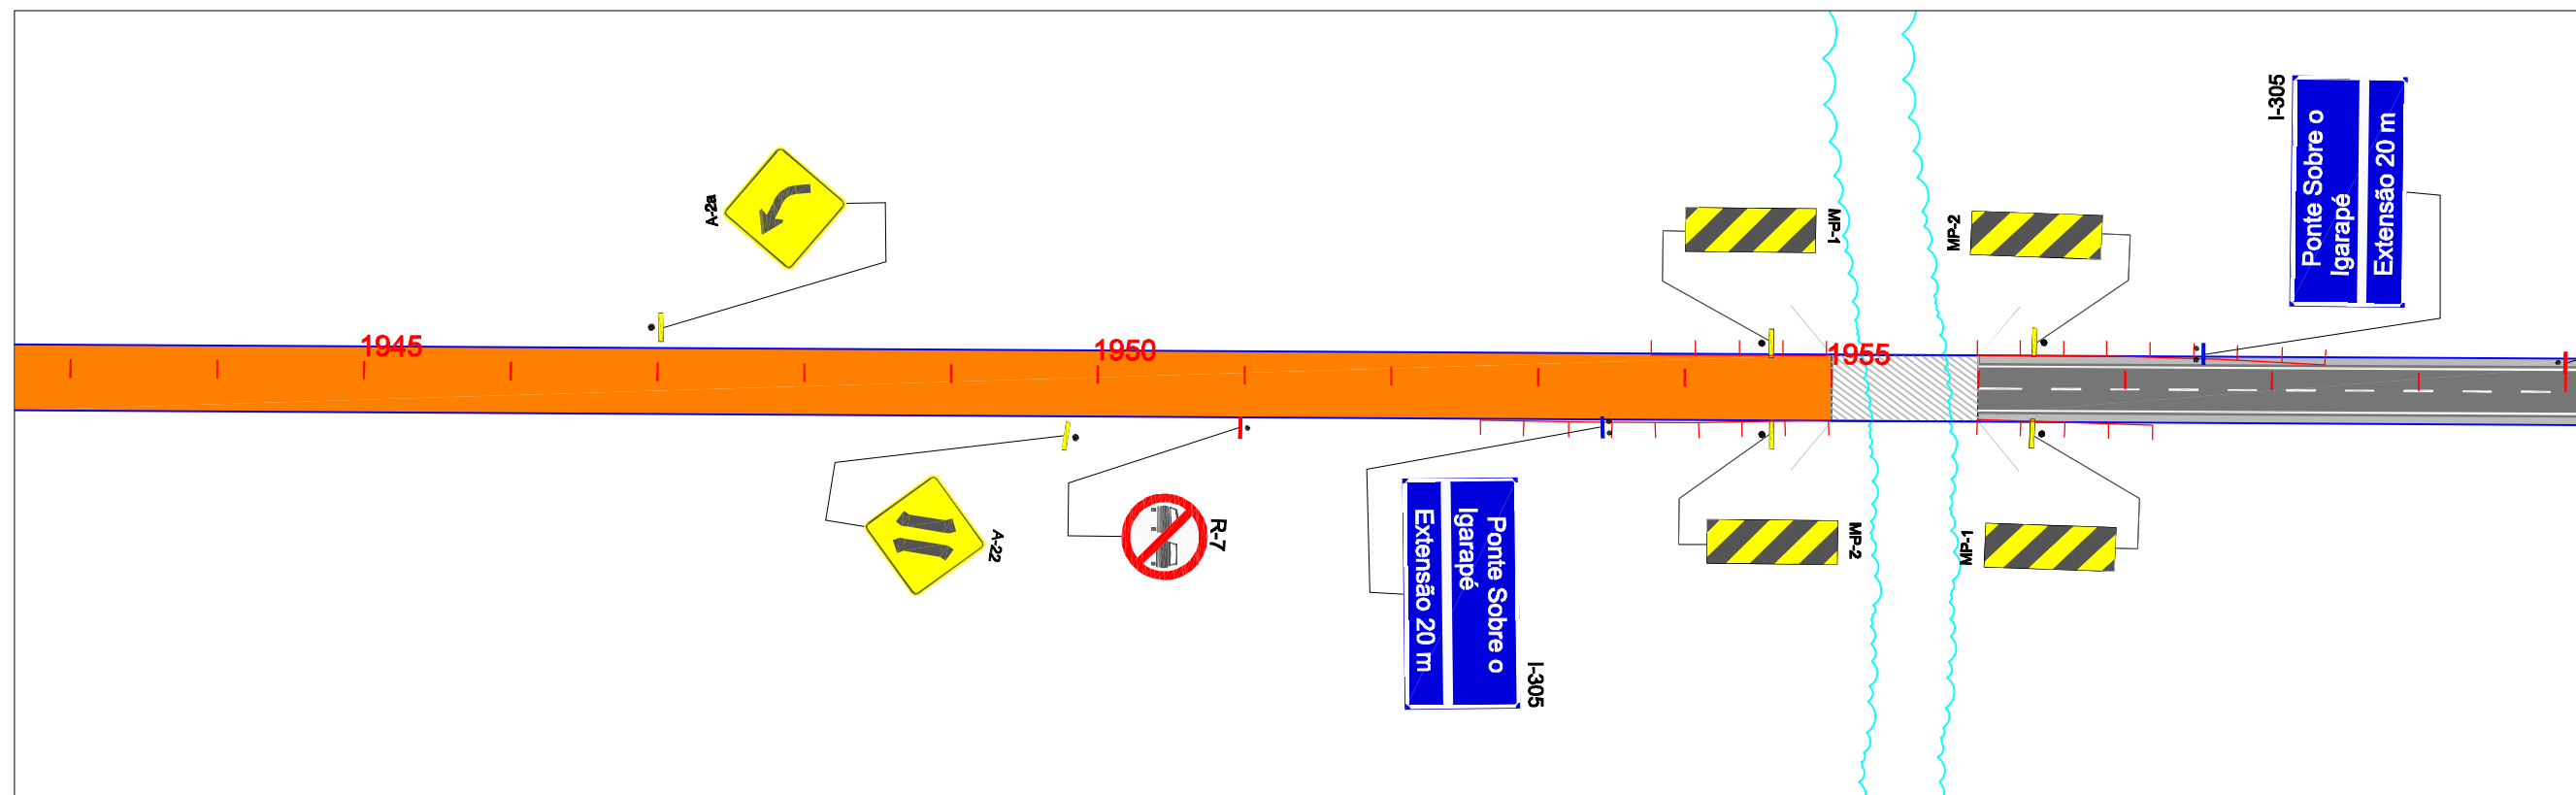 I-305
Ponte Sobre o
Igarapé
Extensão 20 m
A-2a
MP-1
MP-2
1945
1950
1955
A-22
R-7
Ponte Sobre o
Igarapé
Extensão 20 m
I-305
MP-2
MP-1